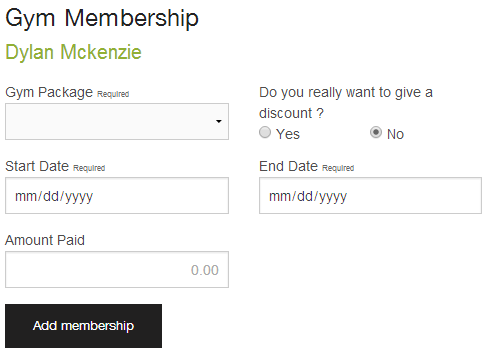 Gym Membership
Dylan Mckenzie
Gym Package Required
Do you really want to give a
discount ?
Yes No
Start Date Required
End Date Required
mm/dd/yyyy
mm/dd/yyyy
Amount Paid
0.00
Add membership